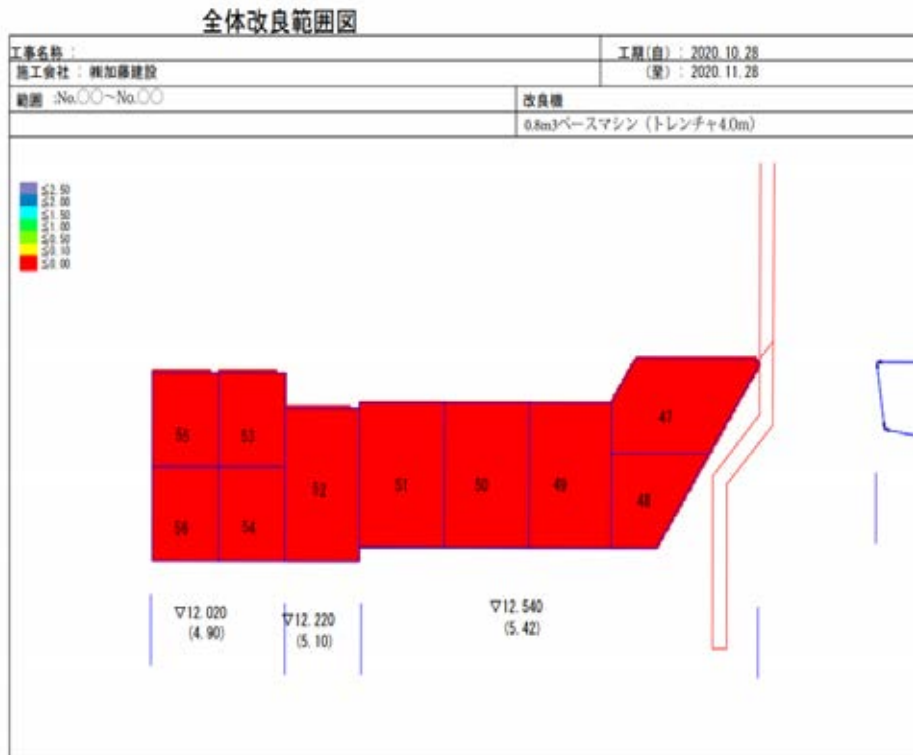 全体改良範囲図
工事名称 :
工期(自) : 2020.10.28
施工会社 : ㈱加藤建設
(至) : 2020.11.28
範囲 :No.〇〇~No.〇〇
改良機
0.8m3ベースマシン (トレンチャ4.0m)
≦2.50
≦2.00
≦1.50
≦1.00
≦0.50
≦0.10
≦0.00
47
55
53
52
51
50
49
48
56
54
▽12.020
(4.90)
▽12.220
(5.10)
▽12.540
(5.42)